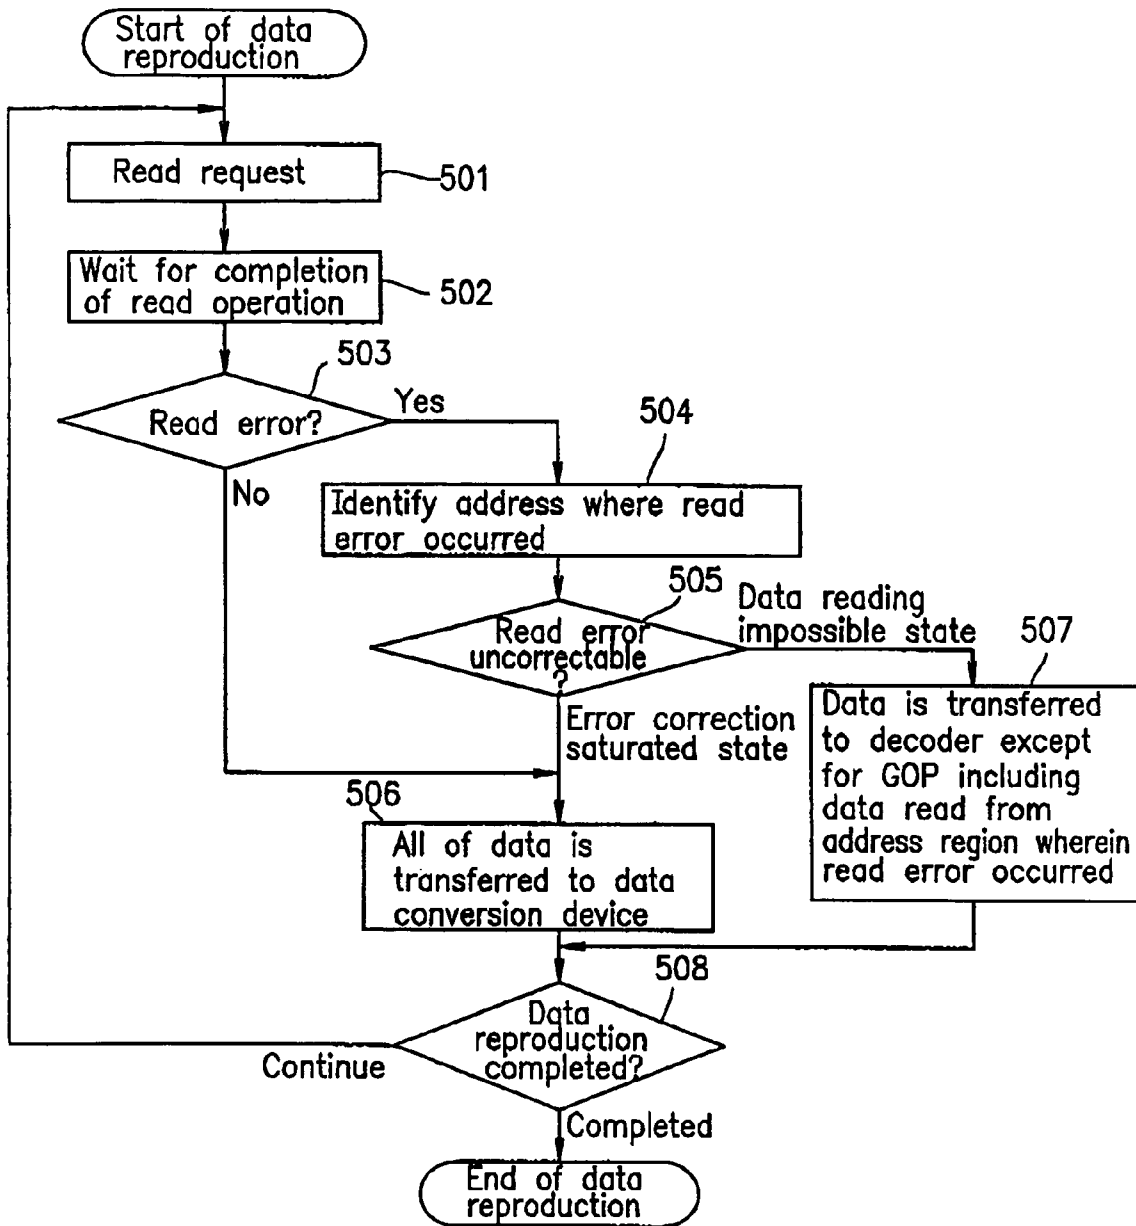 Start of data
reproduction
Read request
501
Wait for completion
of read operation
502
503
Read error?
Yes
No
504
Identify address where read
error occurred
505
Read error
uncorrectable
?
Data reading
impossible state
507
Error correction
saturated state
Data is transferred
to decoder except
for GOP including
data read from
address region wherein
read error occurred
506
All of data is
transferred to data
conversion device
508
Data
reproduction
completed?
Continue
Completed
End of data
reproduction